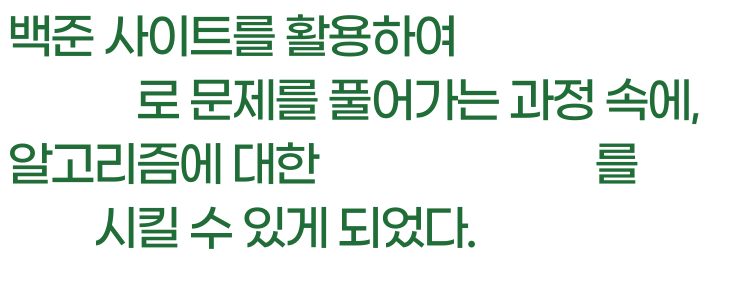 백준 사이트를 활용하여
로 문제를 풀어가는 과정 속에,
알고리즘에 대한 를
시킬 수 있게 되었다.